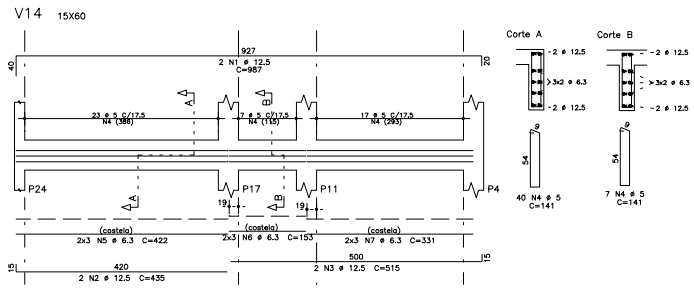 V14 15X60
927
2 N1 ø 12.5
C=987
40
20
23 ø 5 C/17.5
N4 (386)
7 ø 5 C/17.5
N4 (115)
17 ø 5 C/17.5
N4 (293)
A
B
P24
P17
P11
P4
A
B
19
19
(costela)
2x3 N5 ø 6.3 C=422
(costela)
2x3 N6 ø 6.3 C=153
(costela)
2x3 N7 ø 6.3 C=331
15
420
2 N2 ø 12.5 C=435
500
2 N3 ø 12.5 C=515
15
Corte A
2 ø 12.5
3x2 ø 6.3
2 ø 12.5
9
54
40 N4 ø 5
C=141
Corte B
2 ø 12.5
3x2 ø 6.3
2 ø 12.5
9
54
7 N4 ø 5
C=141